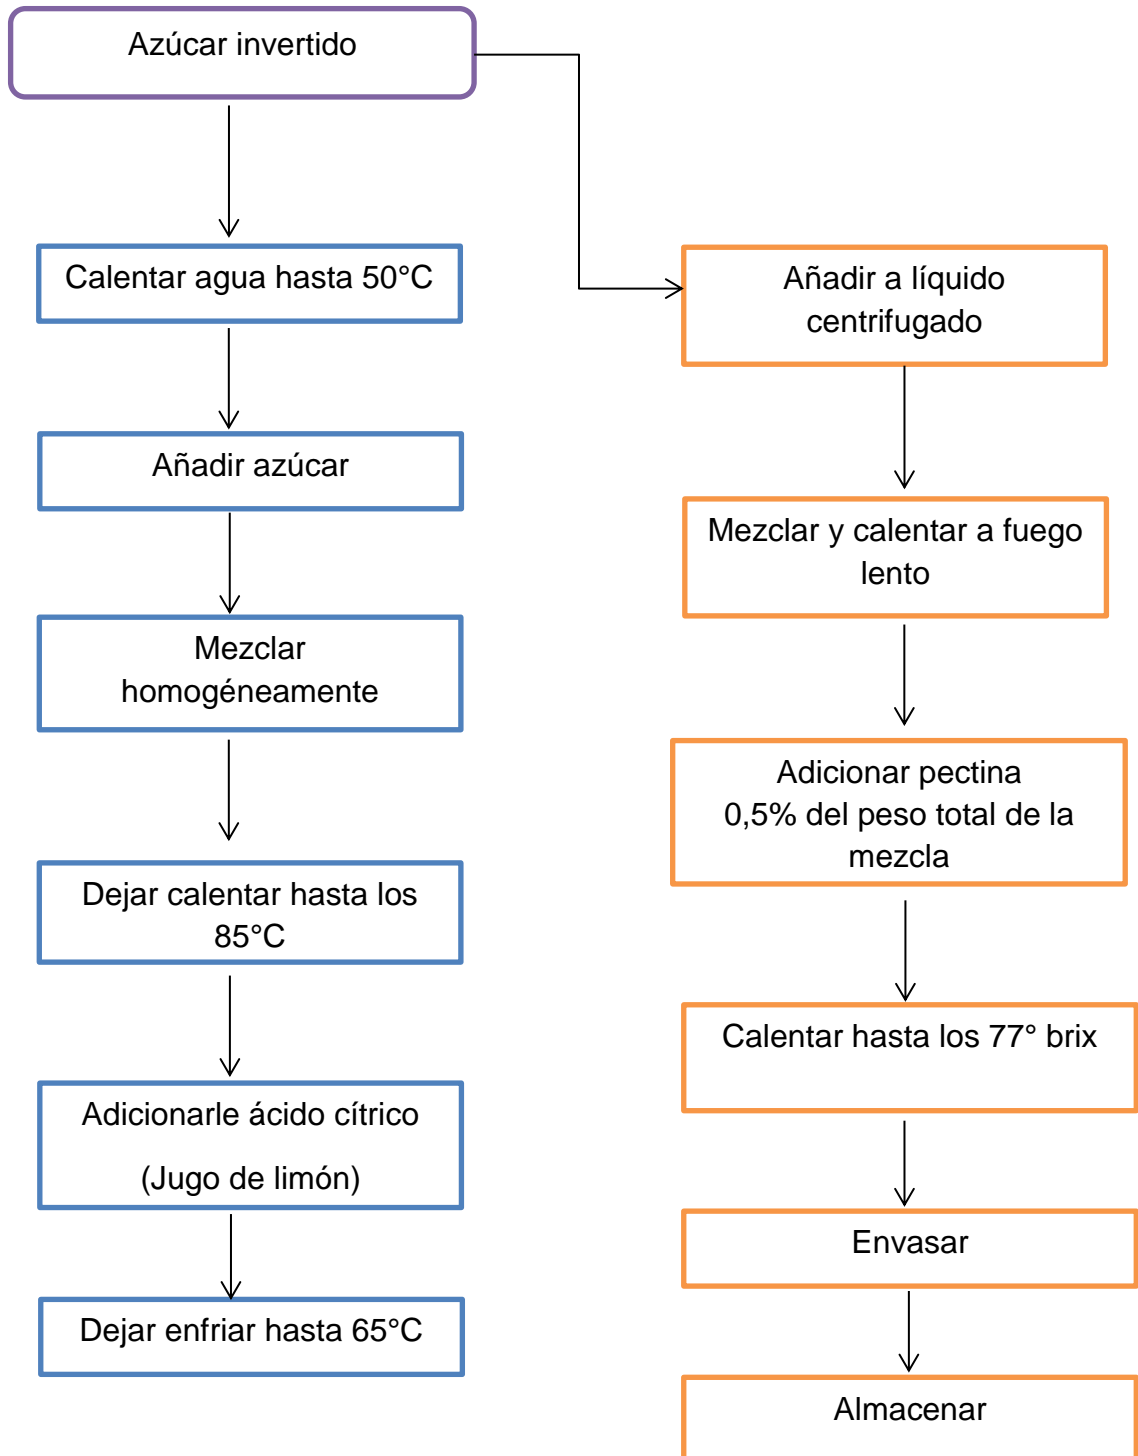 Azúcar invertido
Calentar agua hasta 50°C
Añadir azúcar
Mezclar
homogéneamente
Dejar calentar hasta los
85°C
Adicionarle ácido cítrico
(Jugo de limón)
Dejar enfriar hasta 65°C
Añadir a líquido
centrifugado
Mezclar y calentar a fuego
lento
Adicionar pectina
0,5% del peso total de la
mezcla
Calentar hasta los 77° brix
Envasar
Almacenar